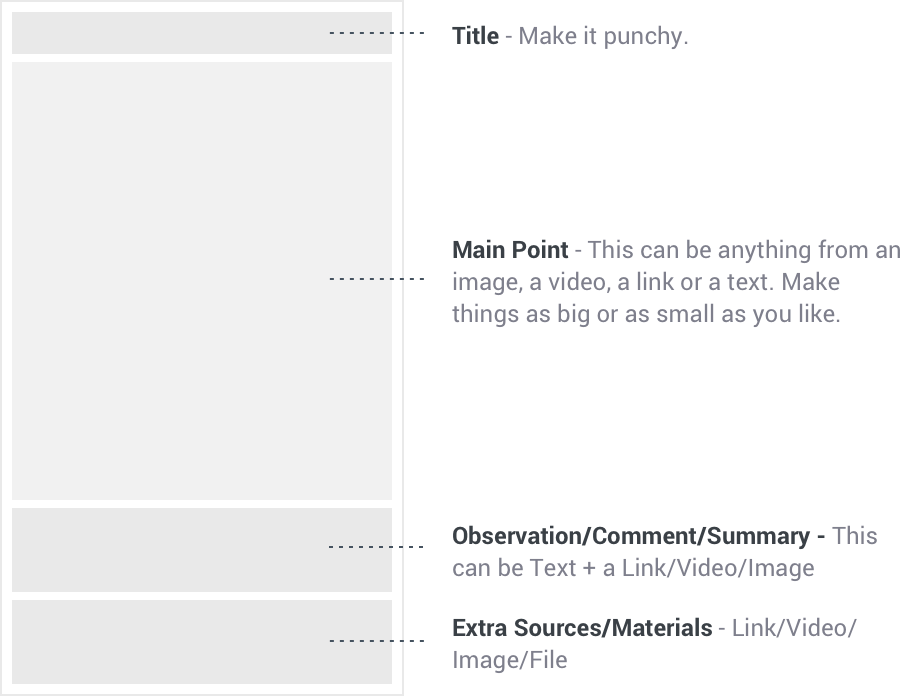 Title - Make it punchy.
Main Point - This can be anything from an
image, a video, a link or a text. Make
things as big or as small as you like.
Observation/Comment/Summary - This
can be Text + a Link/Video/Image
Extra Sources/Materials - Link/Video/
Image/File